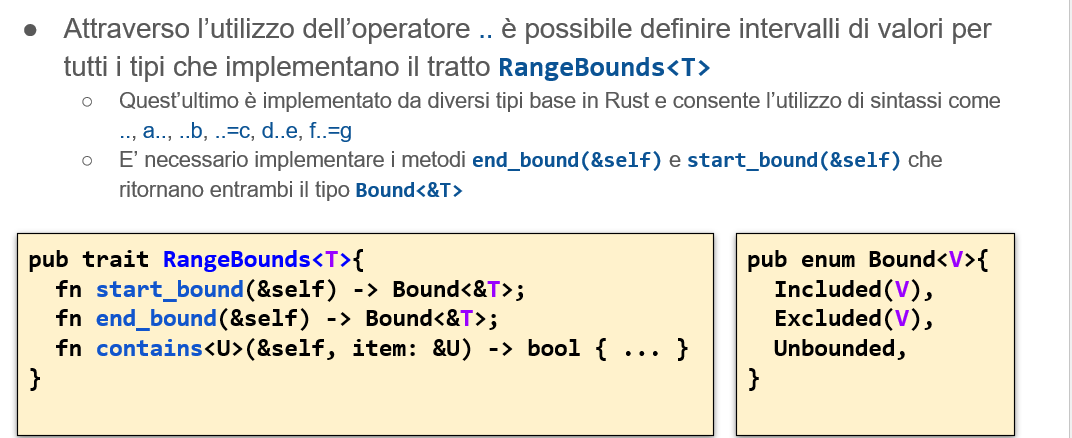 ● Attraverso l’utilizzo dell’operatore .. è possibile definire intervalli di valori per
tutti i tipi che implementano il tratto RangeBounds<T>
○ Quest’ultimo è implementato da diversi tipi base in Rust e consente l’utilizzo di sintassi come
.., a.., ..b, ..=c, d..e, f..=g
○ E’ necessario implementare i metodi end_bound(&self) e start_bound(&self) che
ritornano entrambi il tipo Bound<&T>
pub trait RangeBounds<T>{
  fn start_bound(&self) -> Bound<&T>;
  fn end_bound(&self) -> Bound<&T>;
  fn contains<U>(&self, item: &U) -> bool { ... }
}
pub enum Bound<V>{
  Included(V),
  Excluded(V),
  Unbounded,
}